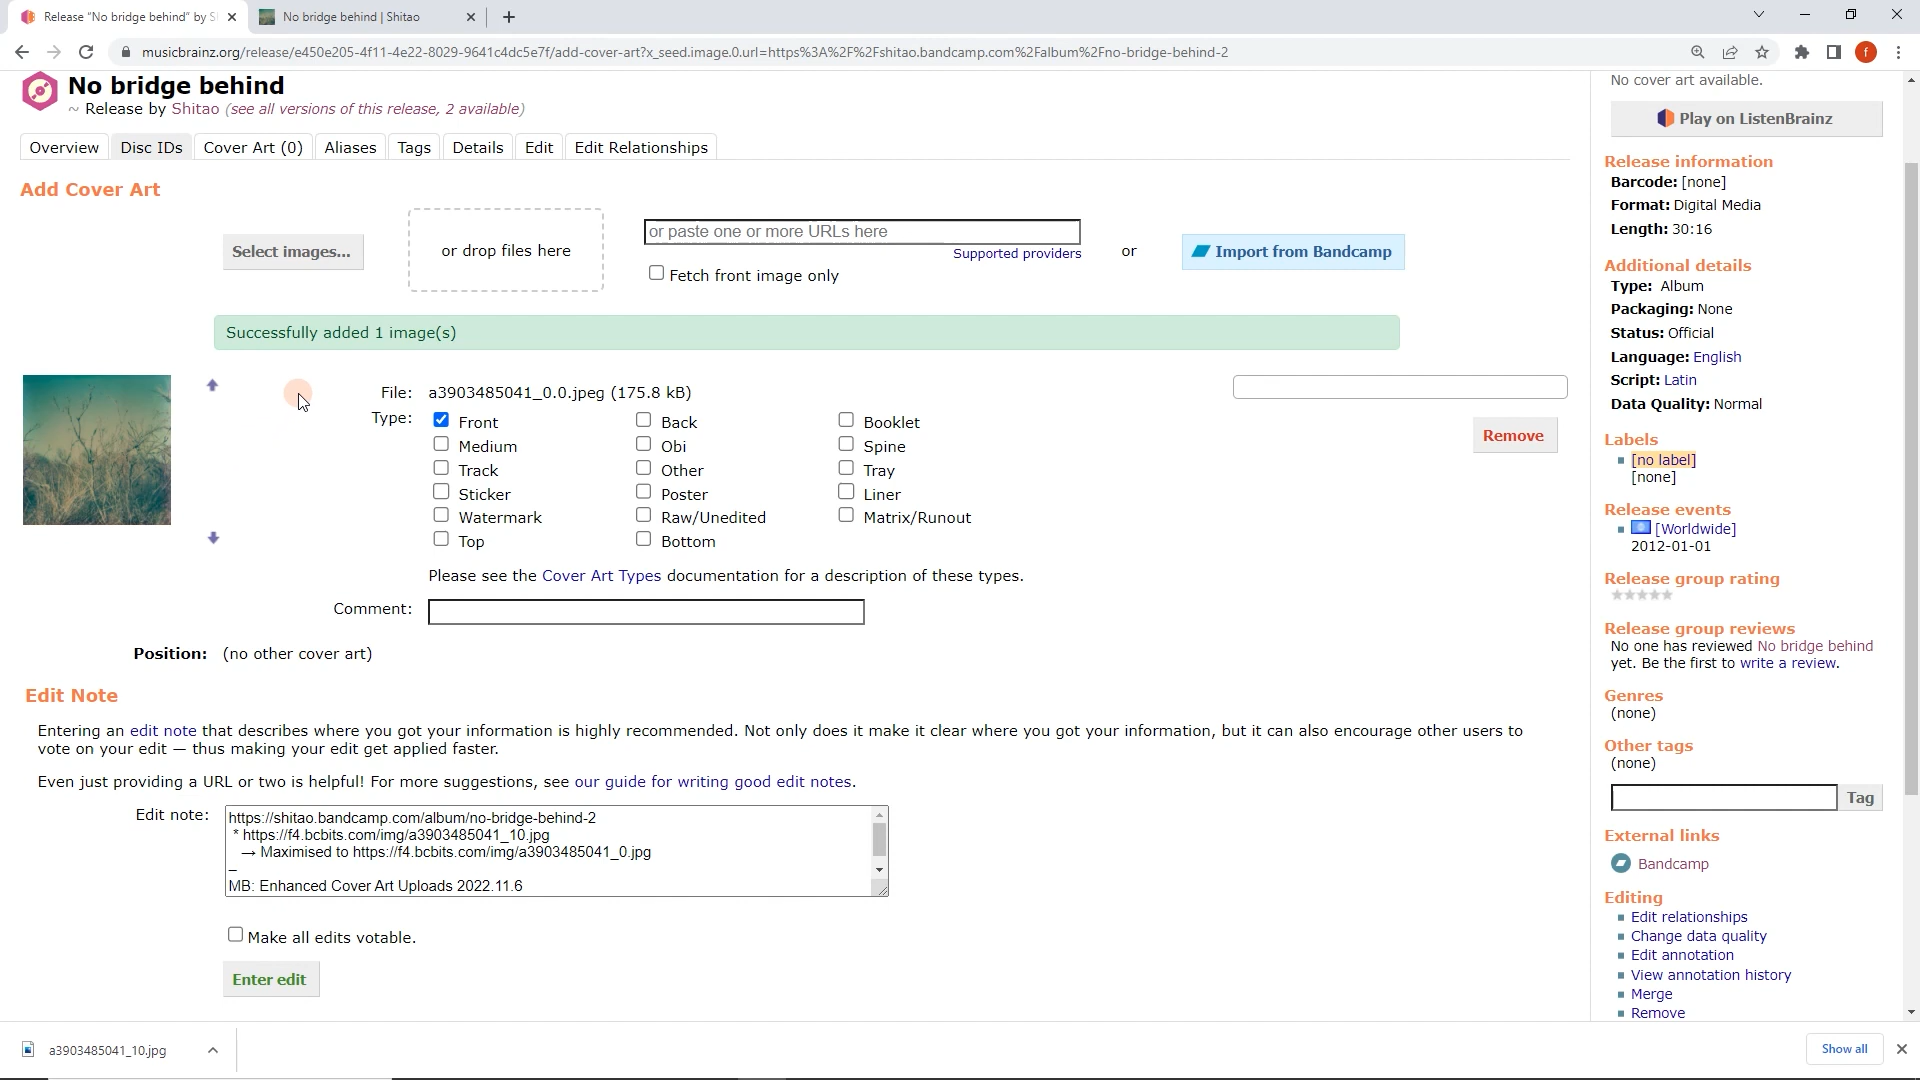 Release “No bridge behind” by S
No bridge behind | Shitao
musicbrainz.org/release/e450e205-4f11-4e22-8029-9641c4dc5e7f/add-cover-art?x_seed.image.0.url=https%3A%2F%2Fshitao.bandcamp.com%2Falbum%2Fno-bridge-behind-2
f
No bridge behind
~ Release by Shitao (see all versions of this release, 2 available)
Overview Disc IDs Cover Art (0) Aliases Tags Details Edit Edit Relationships
Add Cover Art
Select images...
or drop files here
or paste one or more URLs here
Supported providers
Fetch front image only
or
Import from Bandcamp
Successfully added 1 image(s)
File: a3903485041_0.0.jpeg (175.8 kB)
Type:
Front Back Booklet
Medium Obi Spine
Track Other Tray
Sticker Poster Liner
Watermark Raw/Unedited Matrix/Runout
Top Bottom
Remove
Please see the Cover Art Types documentation for a description of these types.
Comment:
Position: (no other cover art)
Edit Note
Entering an edit note that describes where you got your information is highly recommended. Not only does it make it clear where you got your information, but it can also encourage other users to
vote on your edit — thus making your edit get applied faster.
Even just providing a URL or two is helpful! For more suggestions, see our guide for writing good edit notes.
Edit note:
https://shitao.bandcamp.com/album/no-bridge-behind-2
* https://f4.bcbits.com/img/a3903485041_10.jpg
→ Maximised to https://f4.bcbits.com/img/a3903485041_0.jpg
–
MB: Enhanced Cover Art Uploads 2022.11.6
Make all edits votable.
Enter edit
No cover art available.
Play on ListenBrainz
Release information
Barcode: [none]
Format: Digital Media
Length: 30:16
Additional details
Type: Album
Packaging: None
Status: Official
Language: English
Script: Latin
Data Quality: Normal
Labels
[no label]
[none]
Release events
[Worldwide]
2012-01-01
Release group rating
Release group reviews
No one has reviewed No bridge behind
yet. Be the first to write a review.
Genres
(none)
Other tags
(none)
Tag
External links
Bandcamp
Editing
Edit relationships
Change data quality
Edit annotation
View annotation history
Merge
Remove
a3903485041_10.jpg
Show all